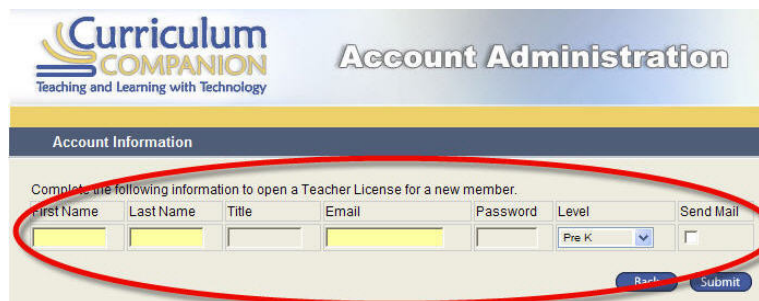 Curriculum
COMPANION
Teaching and Learning with Technology
Account Administration
Account Information
Complete the following information to open a Teacher License for a new member.
First Name Last Name Title Email Password Level Send Mail
Pre K
Back Submit